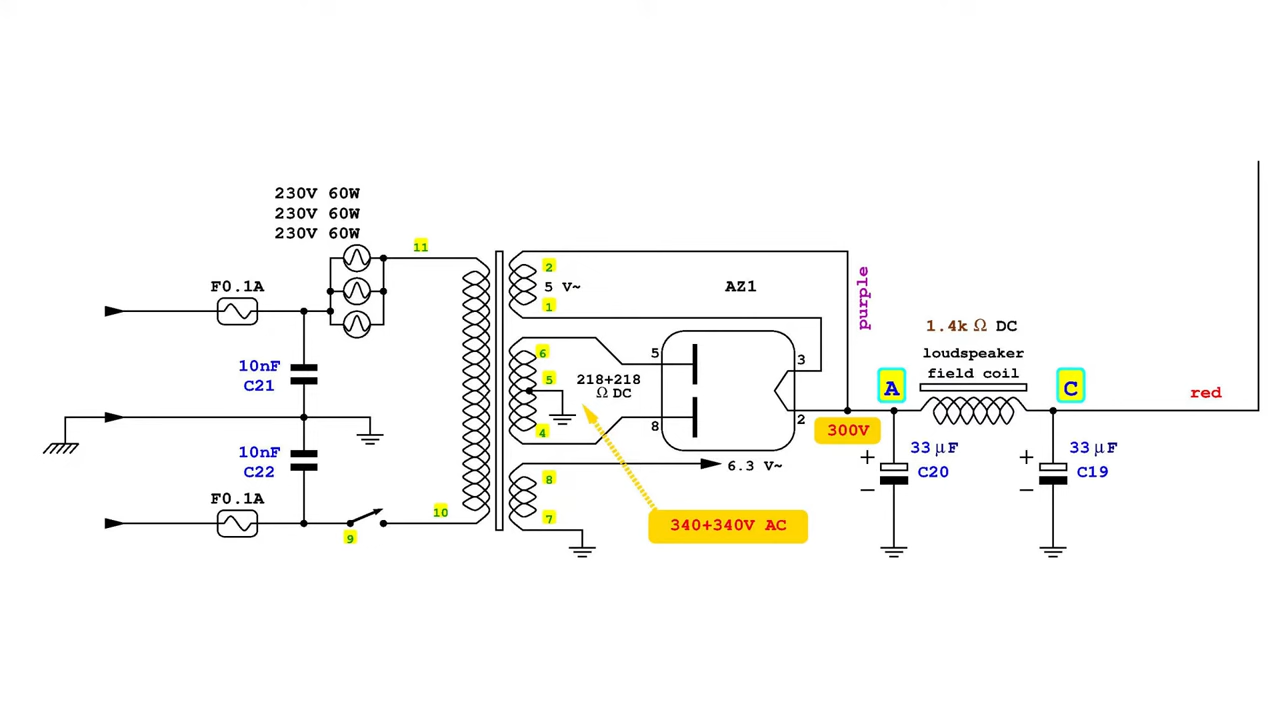 230V 60W
230V 60W
230V 60W
11
F0.1A
10nF
C21
10nF
C22
F0.1A
9
10
2
5 V~
1
6
5
4
218+218
Ω DC
8
7
AZ1
5
8
3
2
6.3 V~
340+340V AC
purple
300V
A
1.4k Ω DC
loudspeaker
field coil
C
red
+
33 µF
C20
−
+
33 µF
C19
−